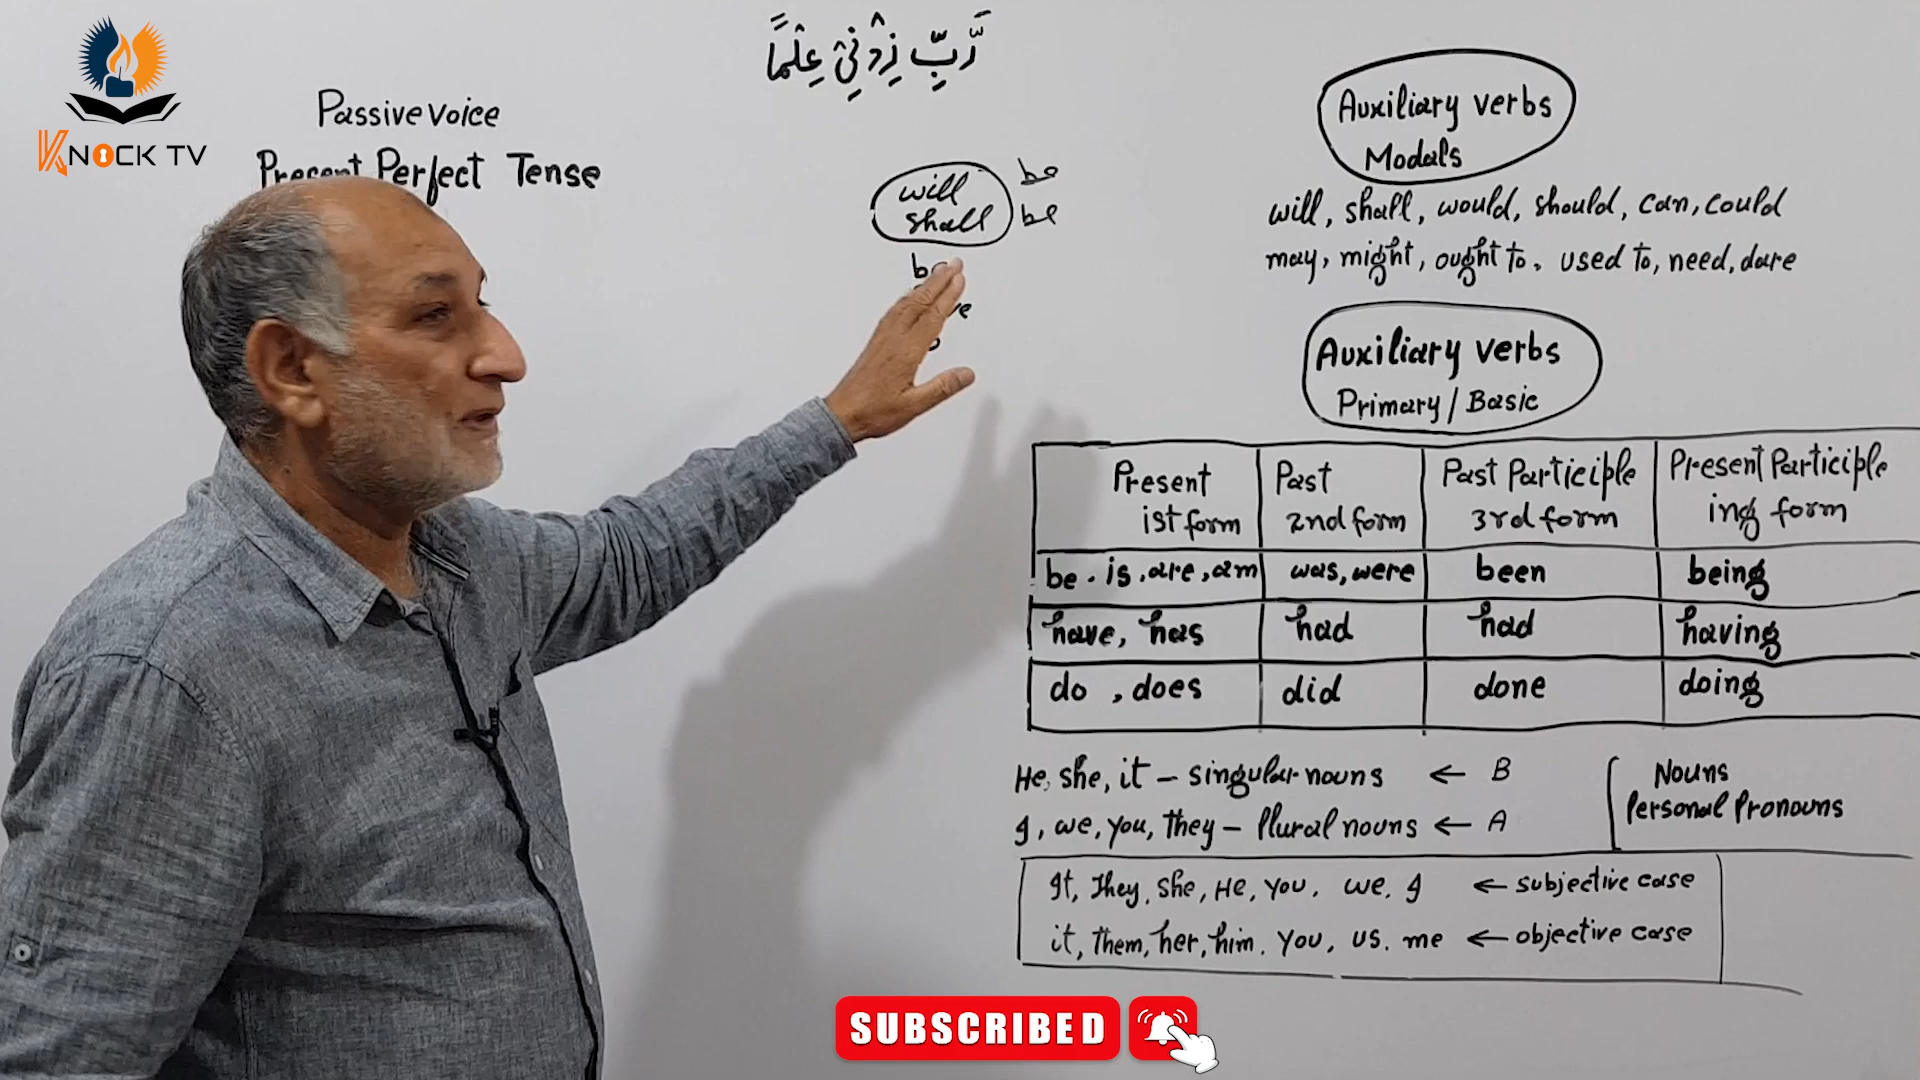 رَّبِّ زِدْنِیْ عِلْمًا
KNOCK TV
Passive voice
Present Perfect Tense
will be
shall be
Auxiliary verbs
Modals
will, shall, would, should, can, could
may, might, ought to, used to, need, dare
Auxiliary verbs
Primary / Basic
Present 1st form
Past 2nd form
Past Participle 3rd form
Present Participle ing form
be . is, are, am
was, were
been
being
have, has
had
had
having
do , does
did
done
doing
He, she, it – singular nouns ← B
I, we, you, they – Plural nouns ← A
Nouns
Personal Pronouns
It, They, she, He, you, we, I ← subjective case
it, Them, her, him. you, us. me ← objective case
SUBSCRIBED